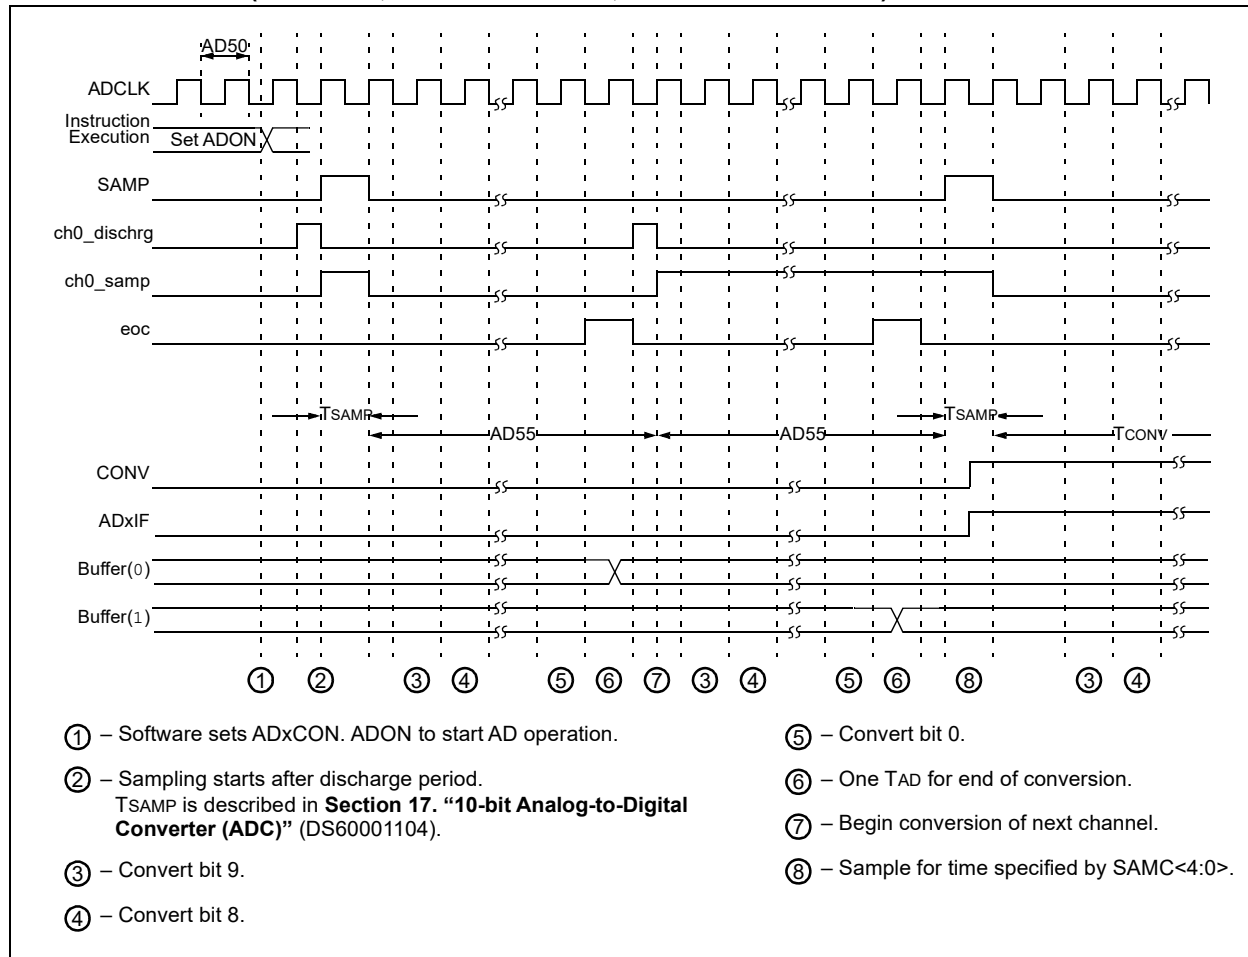 AD50
ADCLK
Instruction
Execution
Set ADON
SAMP
ch0_dischrg
ch0_samp
eoc
TSAMP
TSAMP
AD55
AD55
TCONV
CONV
ADxIF
Buffer(0)
Buffer(1)
1 2 3 4 5 6 7 3 4 5 6 8 3 4
1 – Software sets ADxCON. ADON to start AD operation.
2 – Sampling starts after discharge period.
TSAMP is described in Section 17. “10-bit Analog-to-Digital
Converter (ADC)” (DS60001104).
3 – Convert bit 9.
4 – Convert bit 8.
5 – Convert bit 0.
6 – One TAD for end of conversion.
7 – Begin conversion of next channel.
8 – Sample for time specified by SAMC<4:0>.